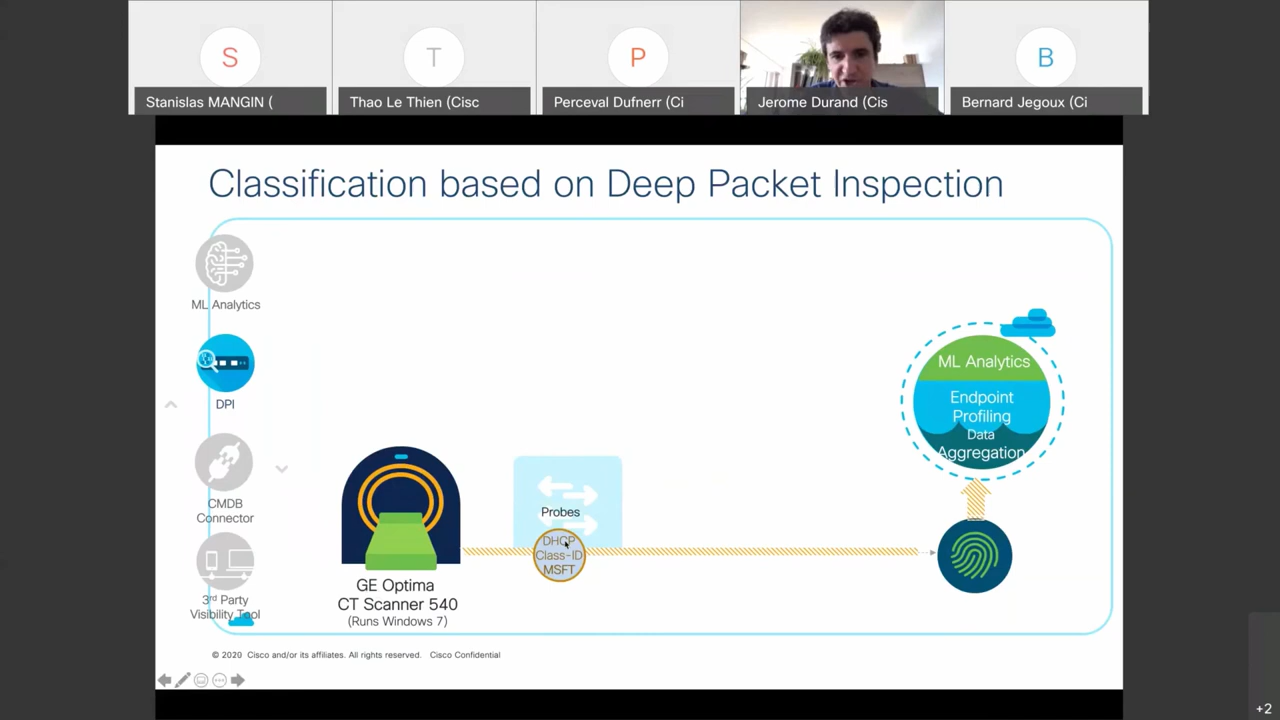 S
T
P
B
Stanislas MANGIN (
Thao Le Thien (Cisc
Perceval Dufnerr (Ci
Jerome Durand (Cis
Bernard Jegoux (Ci
Classification based on Deep Packet Inspection
ML Analytics
DPI
CMDB
Connector
3rd Party
Visibility Tool
GE Optima
CT Scanner 540
(Runs Windows 7)
Probes
DHCP
Class-ID
MSFT
ML Analytics
Endpoint
Profiling
Data
Aggregation
© 2020 Cisco and/or its affiliates. All rights reserved. Cisco Confidential
+2